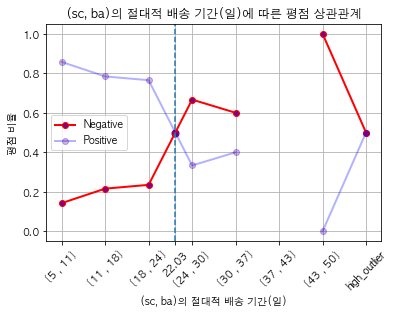 (sc, ba)의 절대적 배송 기간(일)에 따른 평점 상관관계
평점 비율
1.0
0.8
0.6
0.4
0.2
0.0
Negative
Positive
(5 , 11)
(11 , 18)
(18 , 24)
22.03
(24 , 30)
(30 , 37)
(37 , 43)
(43 , 50)
hgh_outlier
(sc, ba)의 절대적 배송 기간(일)